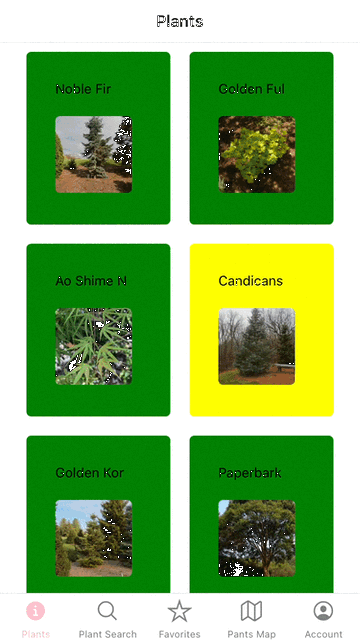 Plants
Noble Fir
Golden Ful
Ao Shima N
Candicans
Golden Kor
Paperbark
Plants
Plant Search
Favorites
Pants Map
Account